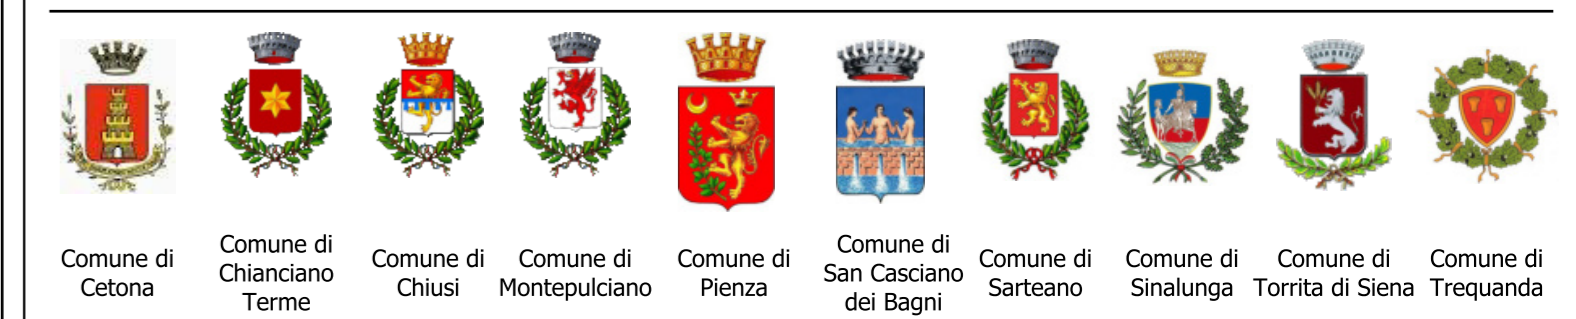 Comune di
Cetona
Comune di
Chianciano
Terme
Comune di
Chiusi
Comune di
Montepulciano
Comune di
Pienza
Comune di
San Casciano
dei Bagni
Comune di
Sarteano
Comune di
Sinalunga
Comune di
Torrita di Siena
Comune di
Trequanda